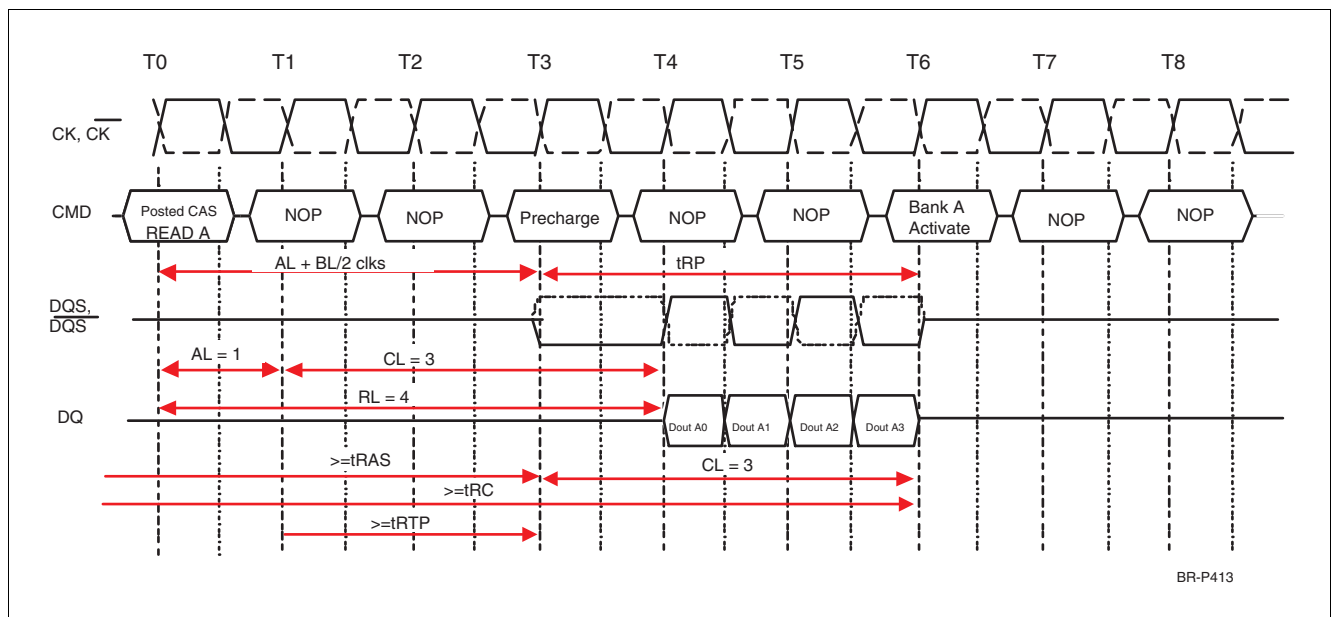 T0 T1 T2 T3 T4 T5 T6 T7 T8
CK, CK
CMD
Posted CAS
READ A
NOP
NOP
Precharge
NOP
NOP
Bank A
Activate
NOP
NOP
AL + BL/2 clks
tRP
DQS,
DQS
AL = 1
CL = 3
RL = 4
DQ
Dout A0
Dout A1
Dout A2
Dout A3
>=tRAS
CL = 3
>=tRC
>=tRTP
BR-P413